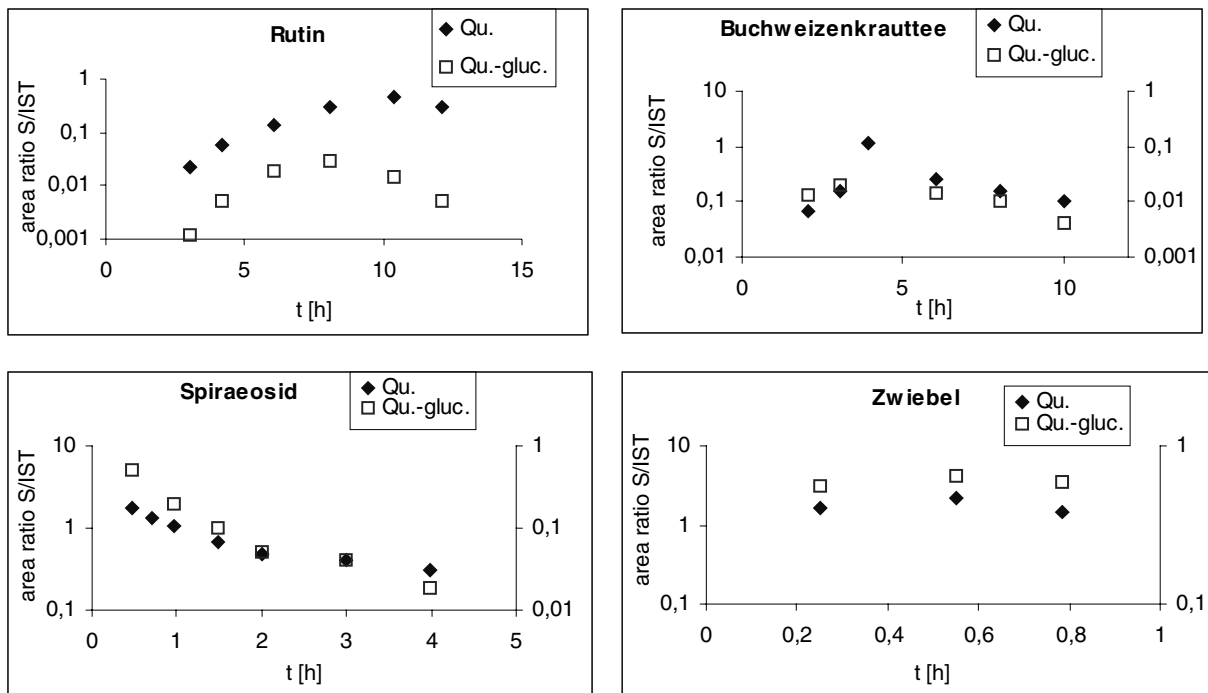 Rutin
Qu.
Qu.-gluc.
area ratio S/IST
1
0,1
0,01
0,001
0
5
10
15
t [h]
Buchweizenkrauttee
Qu.
Qu.-gluc.
area ratio S/IST
10
1
0,1
0,01
1
0,1
0,01
0,001
0
5
10
t [h]
Spiraeosid
Qu.
Qu.-gluc.
area ratio S/IST
10
1
0,1
1
0,1
0,01
0
1
2
3
4
5
t [h]
Zwiebel
Qu.
Qu.-gluc.
area ratio S/IST
10
1
0,1
1
0,1
0
0,2
0,4
0,6
0,8
1
t [h]